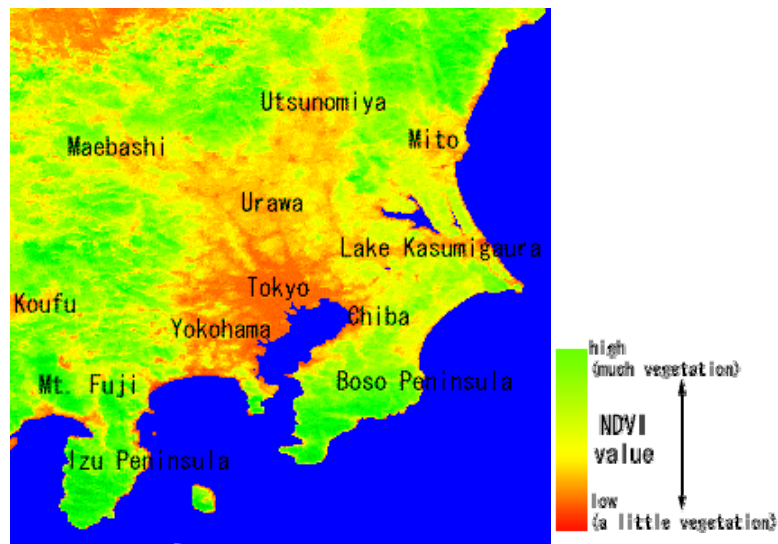 Utsunomiya
Maebashi
Mito
Urawa
Lake Kasumigaura
Tokyo
Koufu
Yokohama
Chiba
Mt. Fuji
Boso Peninsula
Izu Peninsula
high
(much vegetation)
NDVI
value
low
(a little vegetation)